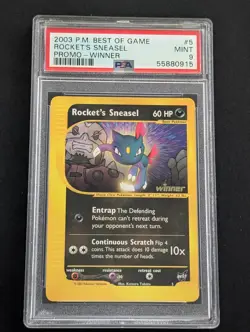 2003 P.M. BEST OF GAME #5
ROCKET'S SNEASEL MINT
PROMO - WINNER 9
PSA 55880915
Rocket's Sneasel 60 HP
winner
Entrap The Defending
Pokémon can't retreat during
your opponent's next turn.
Continuous Scratch Flip 4
coins. This attack does 10 damage 10x
times the number of heads.
weakness resistance retreat cost